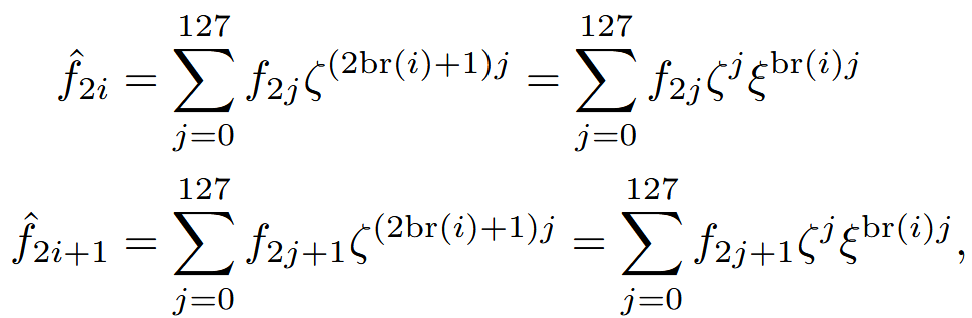 \hat{f}_{2i} = \sum_{j=0}^{127} f_{2j} \zeta^{(2\mathrm{br}(i)+1)j} = \sum_{j=0}^{127} f_{2j} \zeta^{j} \xi^{\mathrm{br}(i)j}
\hat{f}_{2i+1} = \sum_{j=0}^{127} f_{2j+1} \zeta^{(2\mathrm{br}(i)+1)j} = \sum_{j=0}^{127} f_{2j+1} \zeta^{j} \xi^{\mathrm{br}(i)j},